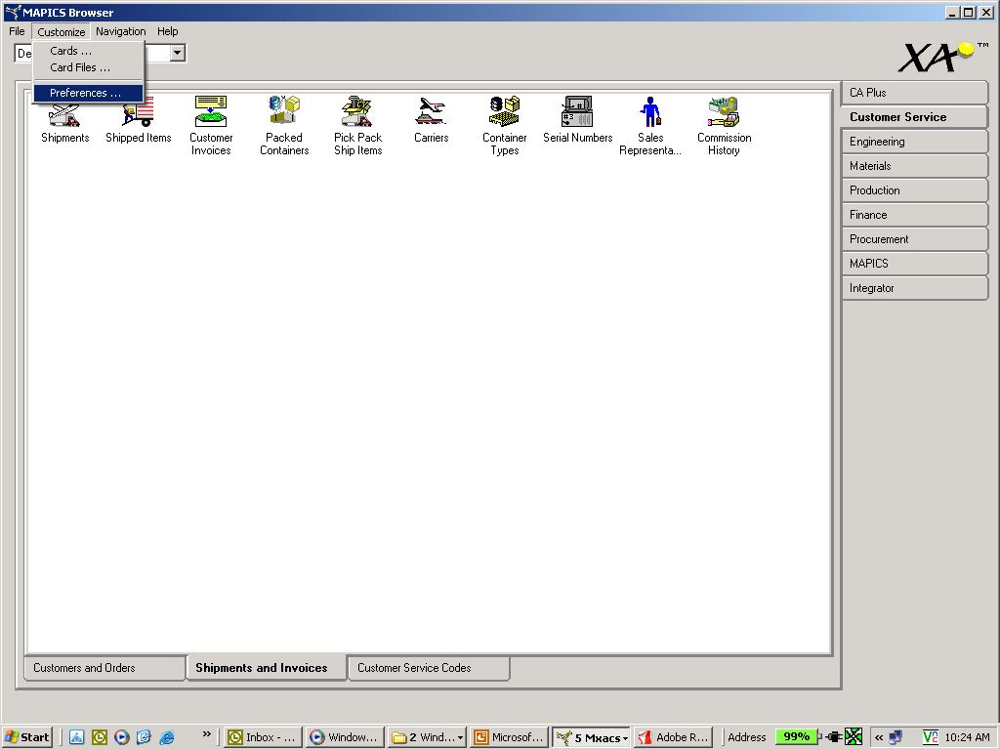 MAPICS Browser
File Customize Navigation Help
De
Cards ...
Card Files ...
Preferences ...
XA™
Shipments
Shipped Items
Customer
Invoices
Packed
Containers
Pick Pack
Ship Items
Carriers
Container
Types
#3
Serial Numbers
Sales
Representa...
Commission
History
CA Plus
Customer Service
Engineering
Materials
Production
Finance
Procurement
MAPICS
Integrator
Customers and Orders
Shipments and Invoices
Customer Service Codes
Start
»
Inbox - ...
Window...
2 Wind...
Microsof...
5 Mxacs
Adobe R...
Address
99%
«
10:24 AM